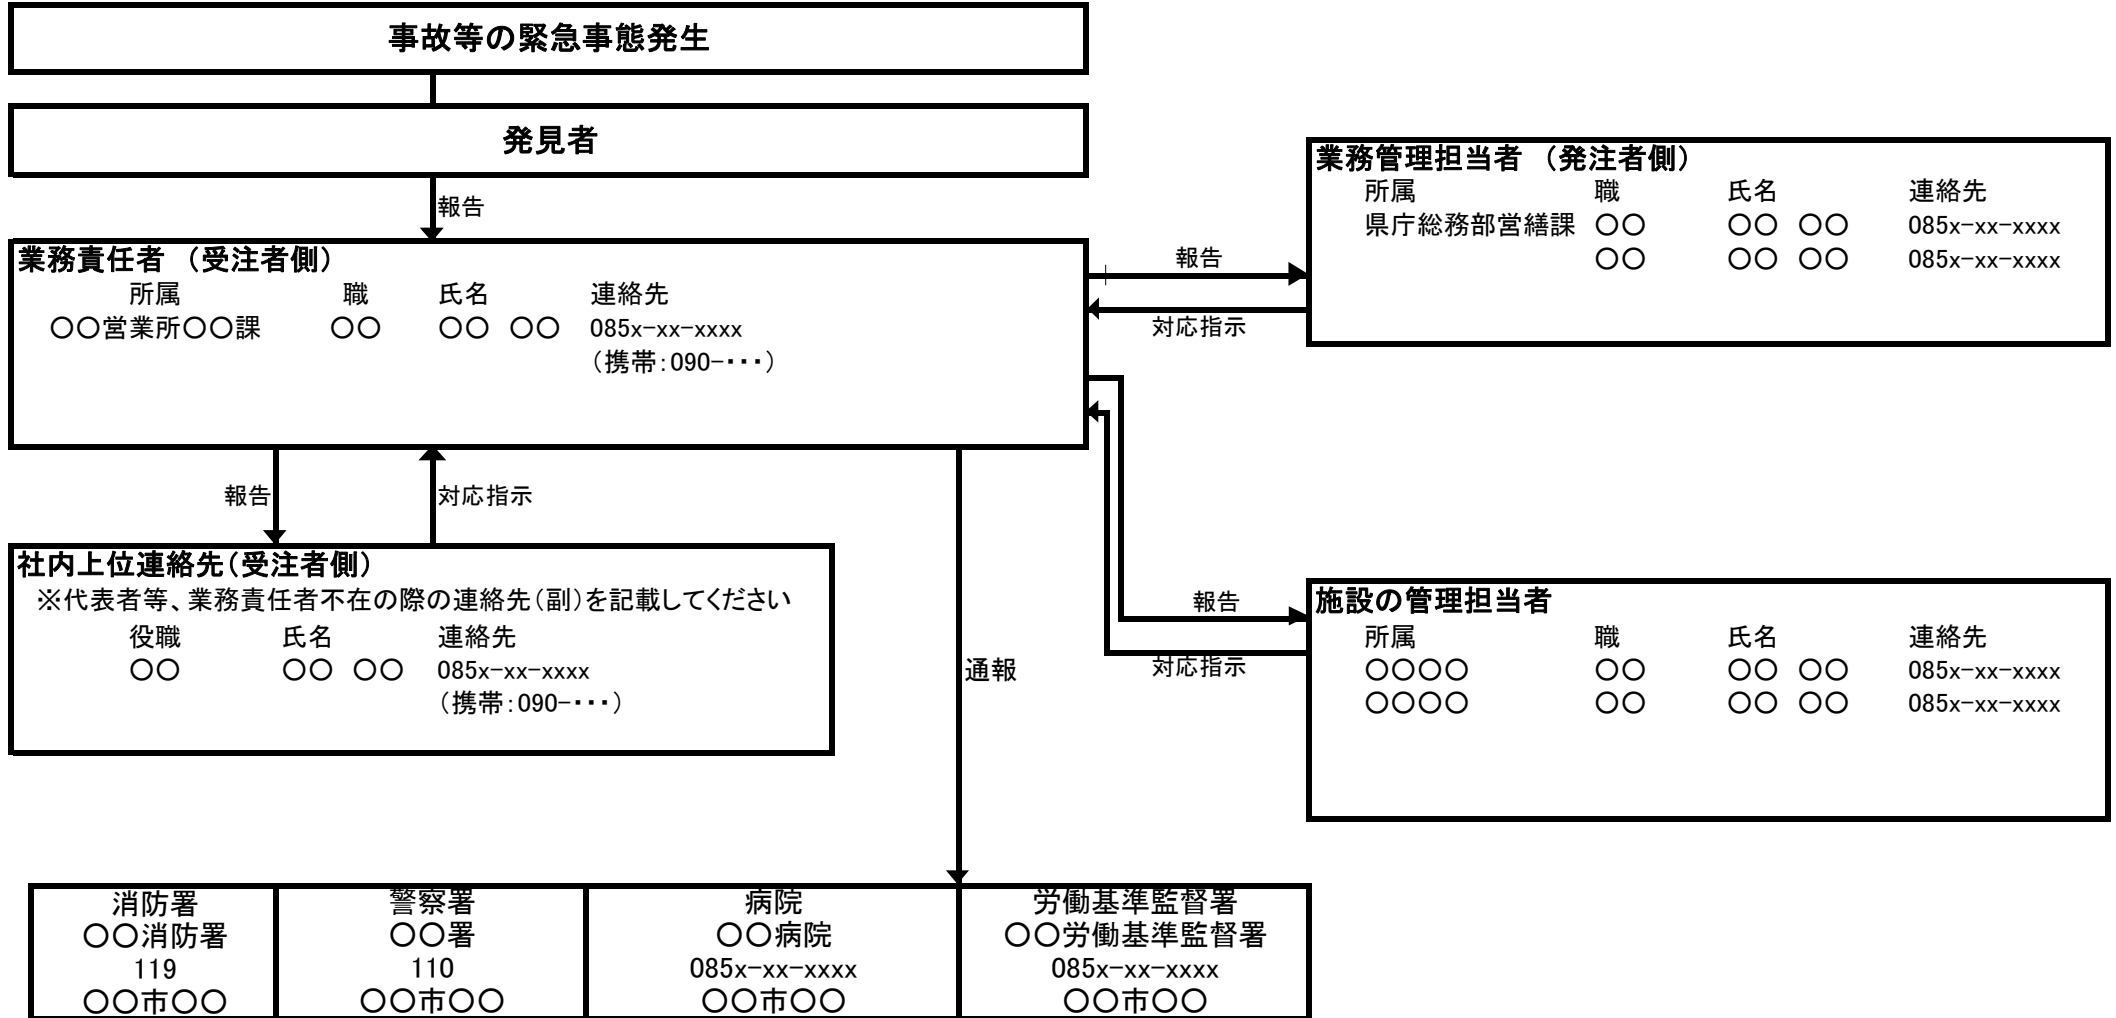 事故等の緊急事態発生
発見者
報告
業務責任者 （受注者側）
所属 職 氏名 連絡先
○○営業所○○課 ○○ ○○ ○○ 085x-xx-xxxx
（携帯：090-・・・）
報告
対応指示
業務管理担当者 （発注者側）
所属 職 氏名 連絡先
県庁総務部営繕課 ○○ ○○ ○○ 085x-xx-xxxx
○○ ○○ ○○ 085x-xx-xxxx
報告
対応指示
社内上位連絡先（受注者側）
※代表者等、業務責任者不在の際の連絡先（副）を記載してください
役職 氏名 連絡先
○○ ○○ ○○ 085x-xx-xxxx
（携帯：090-・・・）
通報
報告
対応指示
施設の管理担当者
所属 職 氏名 連絡先
○○○○ ○○ ○○ ○○ 085x-xx-xxxx
○○○○ ○○ ○○ ○○ 085x-xx-xxxx
消防署 警察署 病院 労働基準監督署
○○消防署 ○○署 ○○病院 ○○労働基準監督署
119 110 085x-xx-xxxx 085x-xx-xxxx
○○市○○ ○○市○○ ○○市○○ ○○市○○